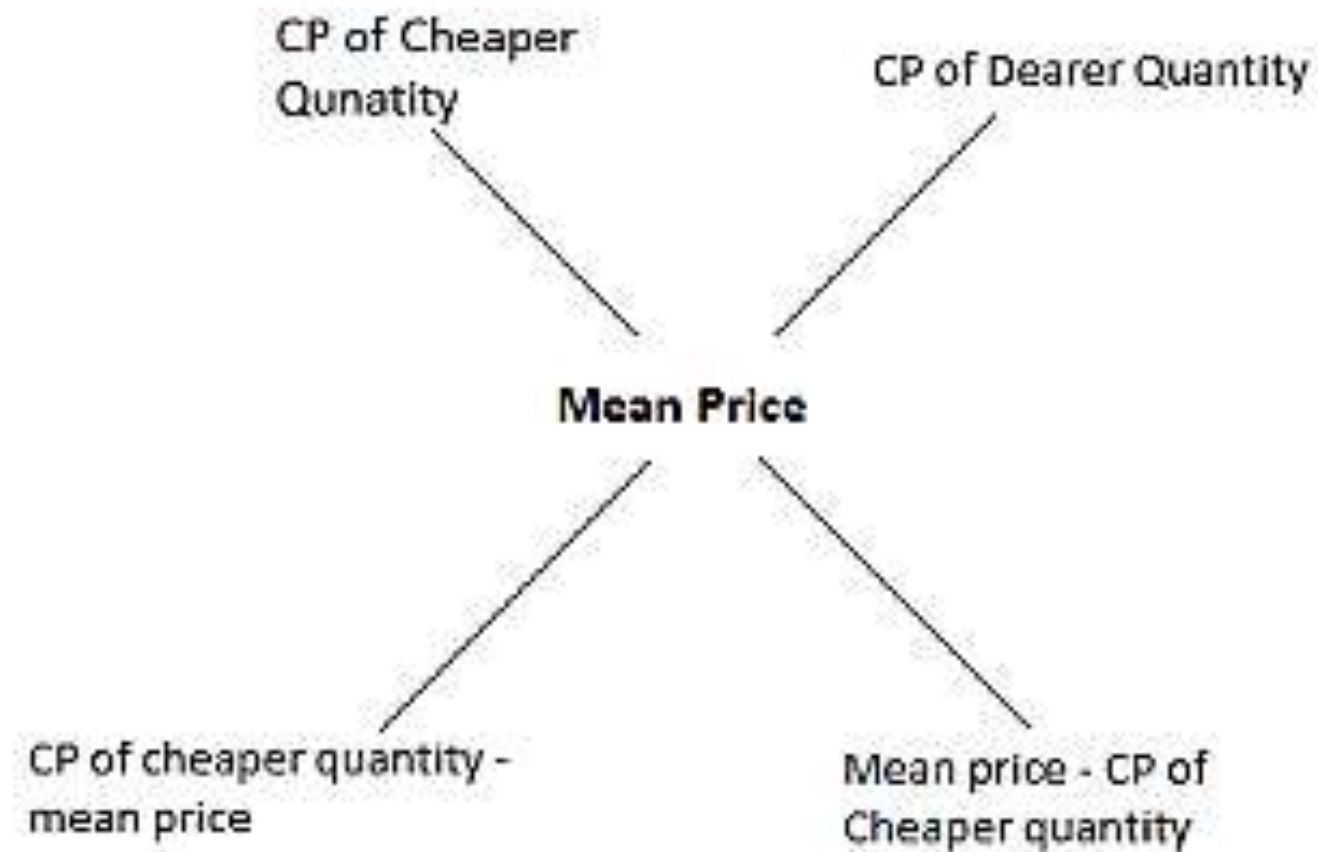 CP of Cheaper
Qunatity
CP of Dearer Quantity
Mean Price
CP of cheaper quantity -
mean price
Mean price - CP of
Cheaper quantity